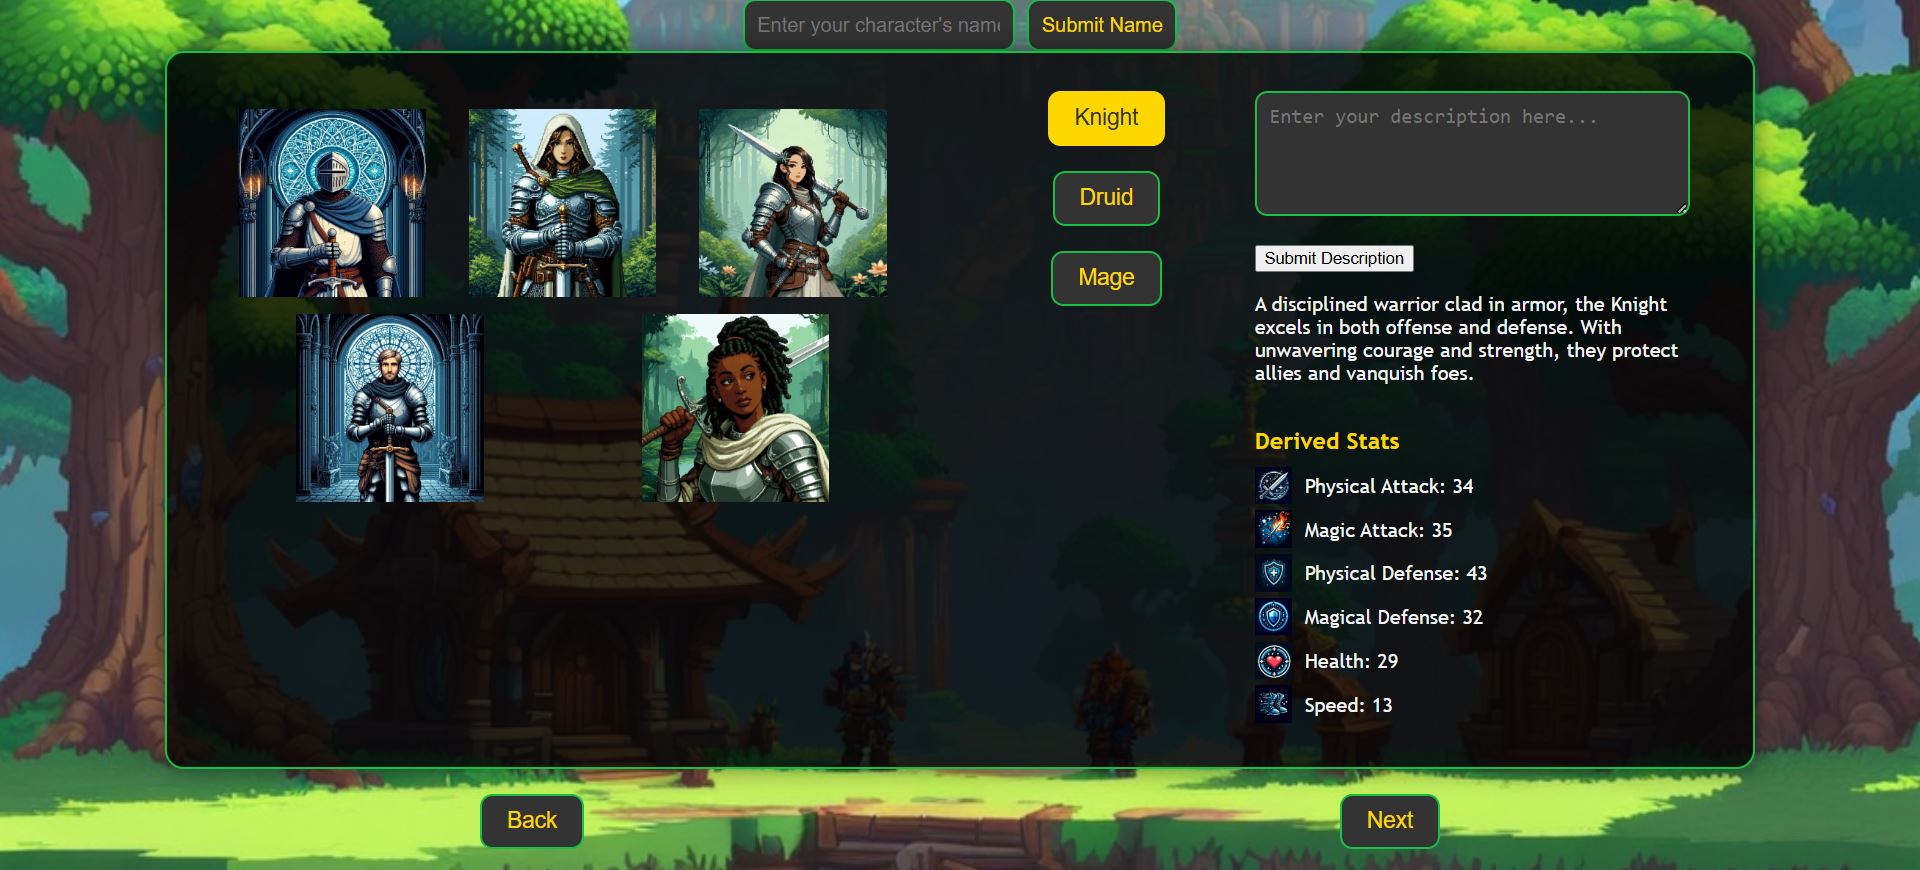 Enter your character's name
Submit Name
Knight
Druid
Mage
Enter your description here...
Submit Description
A disciplined warrior clad in armor, the Knight
excels in both offense and defense. With
unwavering courage and strength, they protect
allies and vanquish foes.
Derived Stats
Physical Attack: 34
Magic Attack: 35
Physical Defense: 43
Magical Defense: 32
Health: 29
Speed: 13
Back
Next